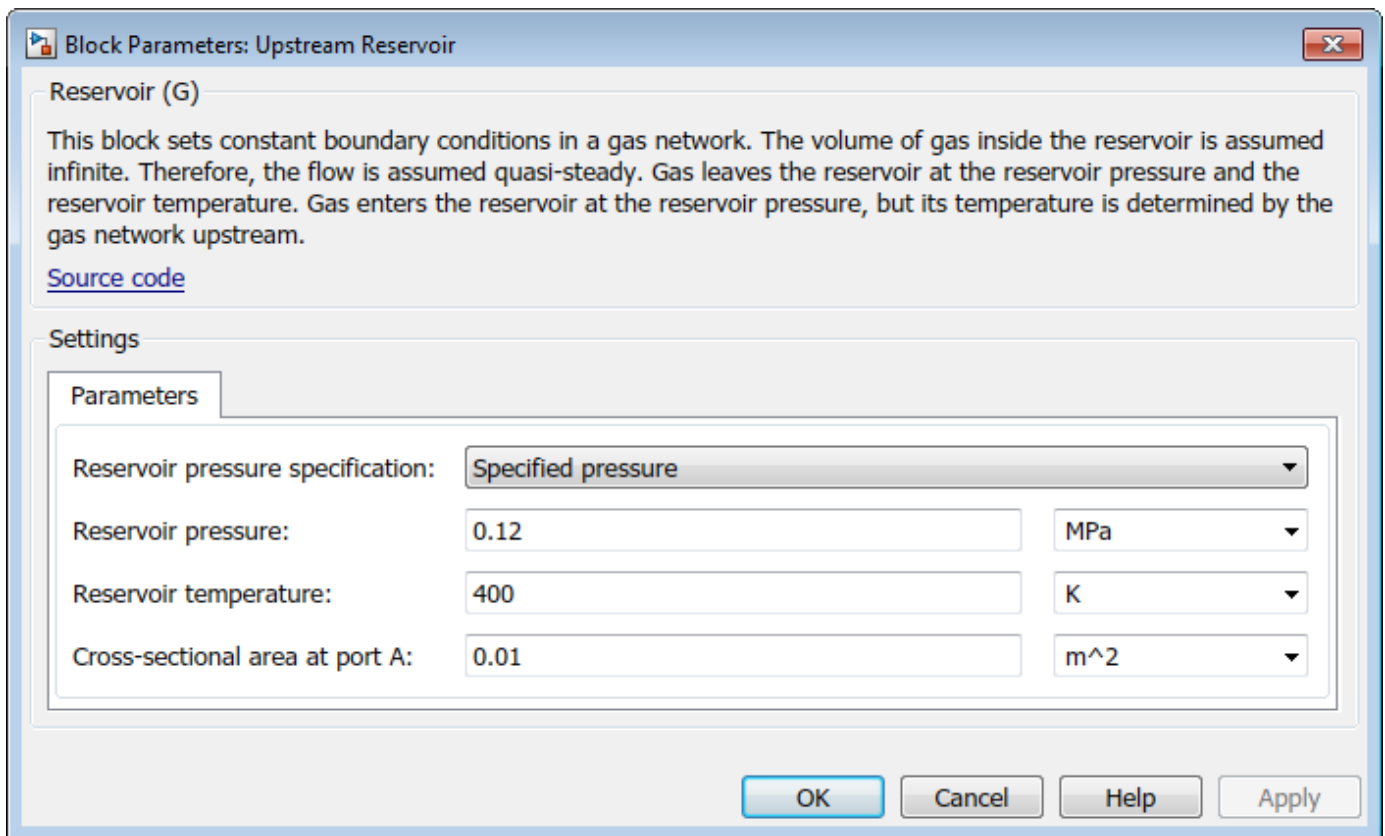 Block Parameters: Upstream Reservoir
Reservoir (G)
This block sets constant boundary conditions in a gas network. The volume of gas inside the reservoir is assumed
infinite. Therefore, the flow is assumed quasi-steady. Gas leaves the reservoir at the reservoir pressure and the
reservoir temperature. Gas enters the reservoir at the reservoir pressure, but its temperature is determined by the
gas network upstream.
Source code
Settings
Parameters
Reservoir pressure specification: Specified pressure
Reservoir pressure: 0.12 MPa
Reservoir temperature: 400 K
Cross-sectional area at port A: 0.01 m^2
OK Cancel Help Apply